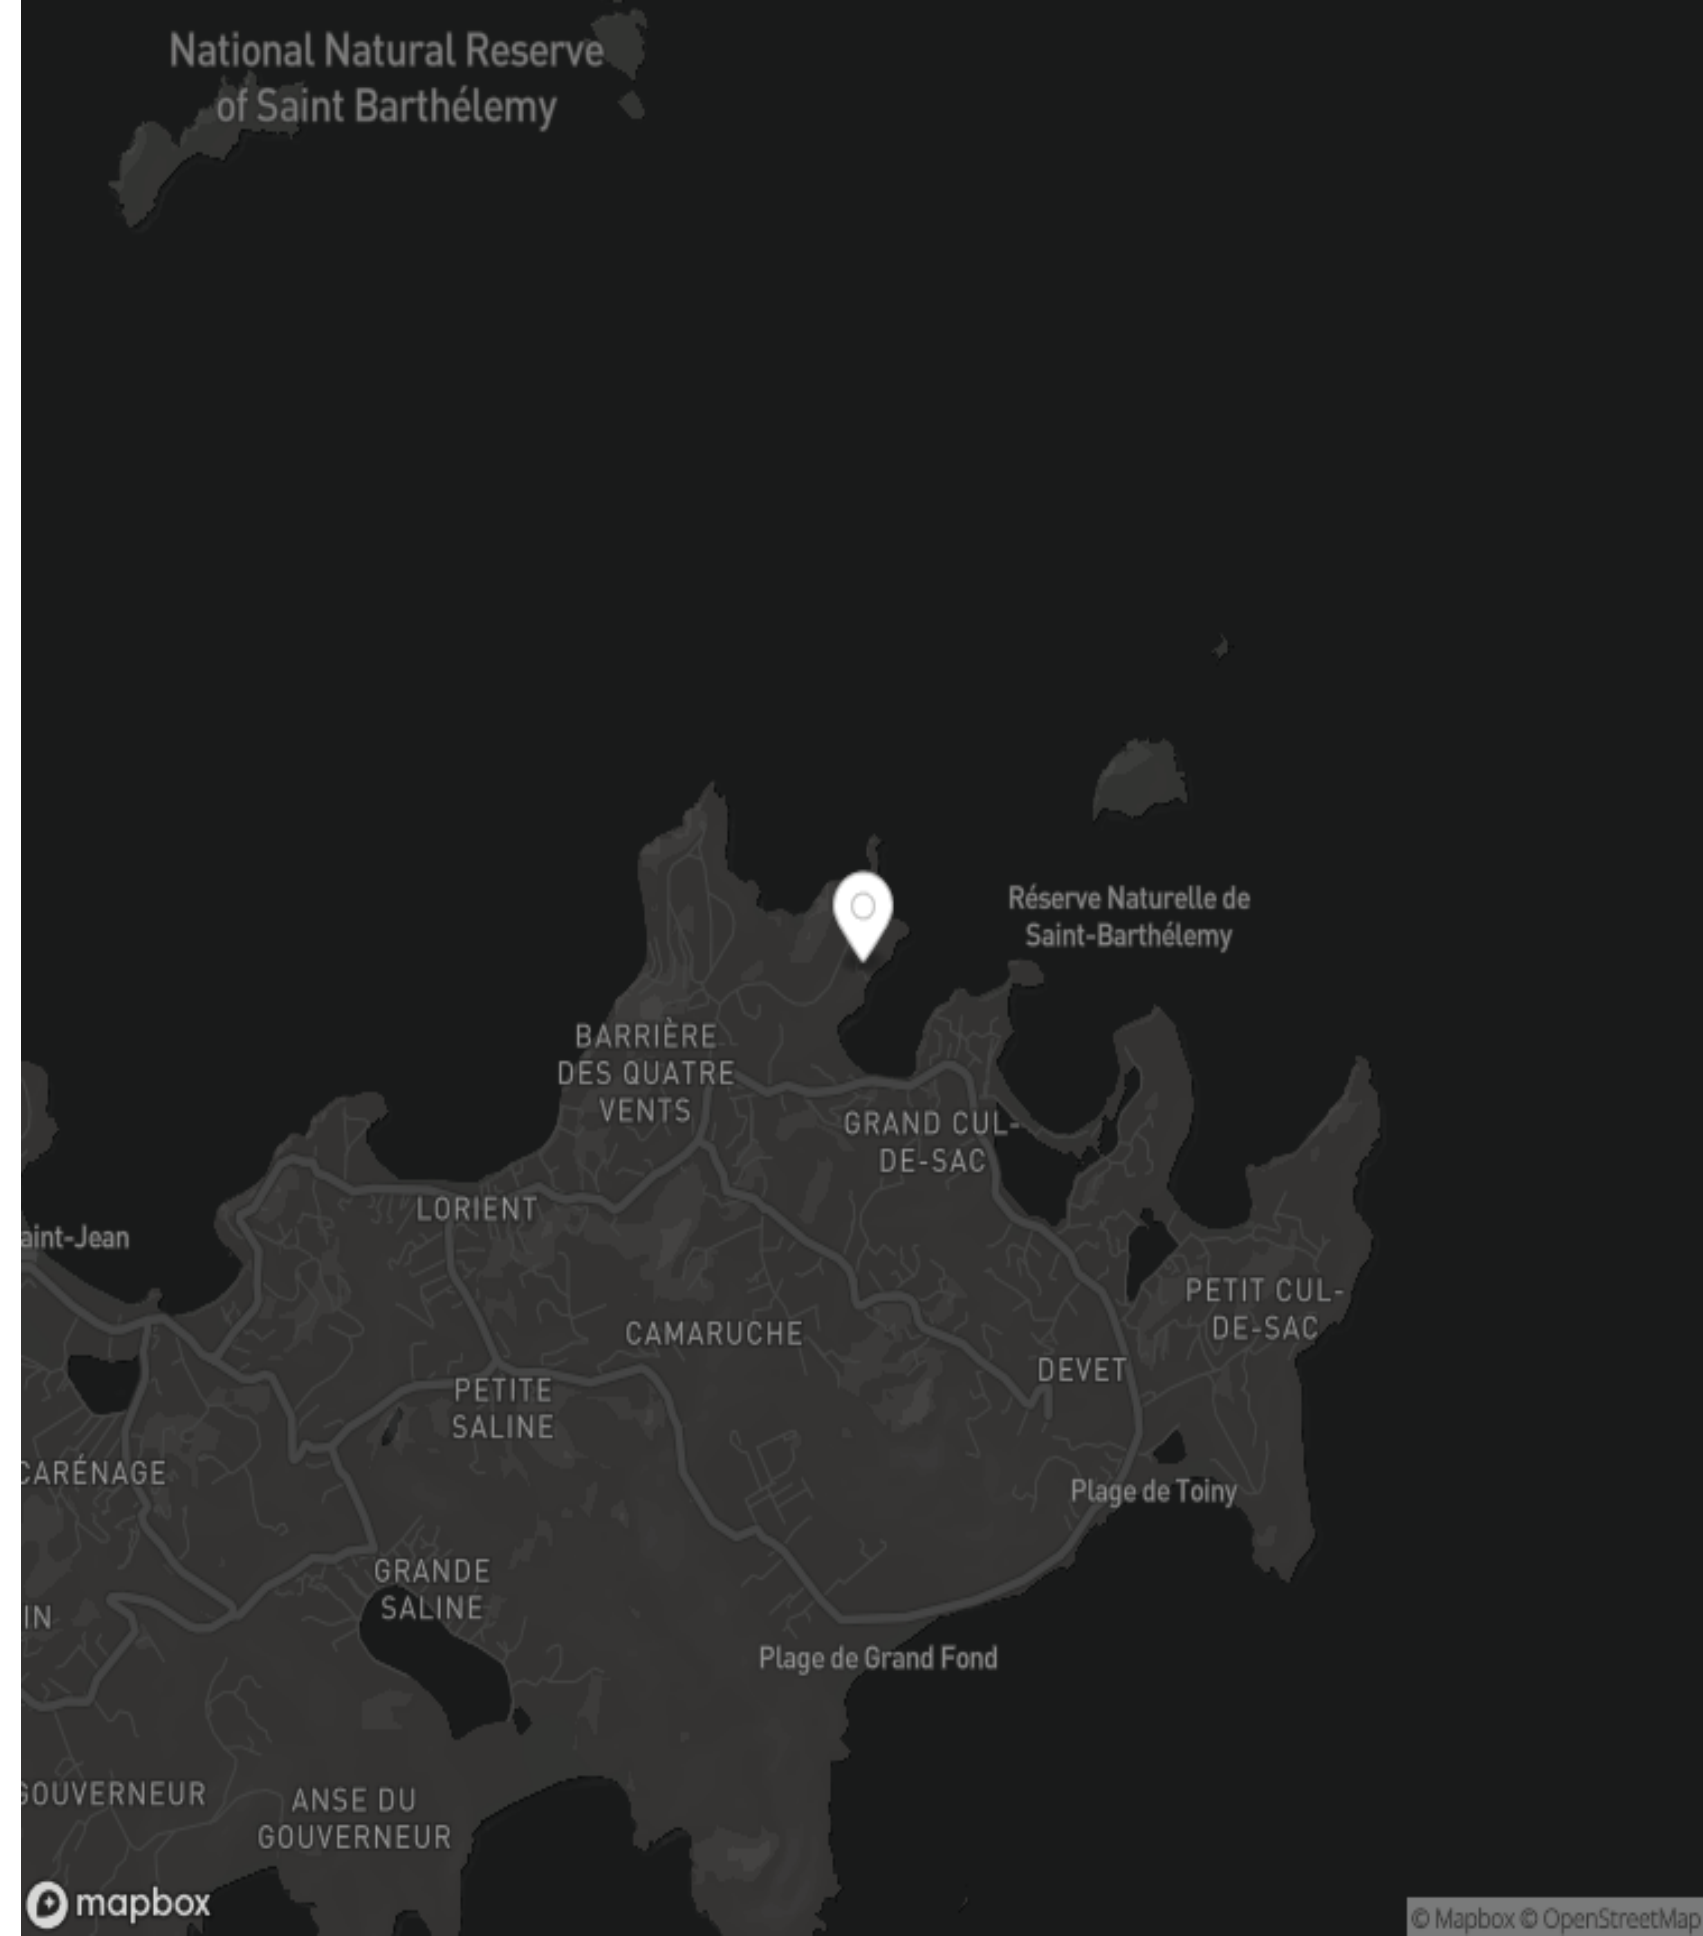 National Natural Reserve
of Saint Barthélemy
Réserve Naturelle de
Saint-Barthélemy
BARRIÈRE
DES QUATRE
VENTS
GRAND CUL-
DE-SAC
LORIENT
aint-Jean
PETIT CUL-
DE-SAC
CAMARUCHE
DEVET
PETITE
SALINE
CARÉNAGE
Plage de Toiny
GRANDE
SALINE
IN
Plage de Grand Fond
GOUVERNEUR
ANSE DU
GOUVERNEUR
mapbox
© Mapbox © OpenStreetMap